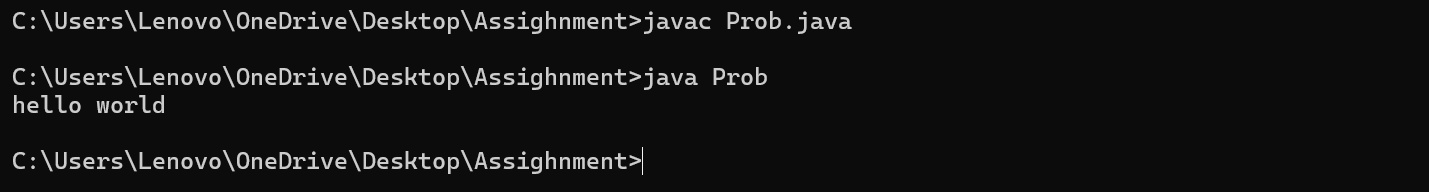 C:\Users\Lenovo\OneDrive\Desktop\Assighnment>javac Prob.java
C:\Users\Lenovo\OneDrive\Desktop\Assighnment>java Prob
hello world
C:\Users\Lenovo\OneDrive\Desktop\Assighnment>